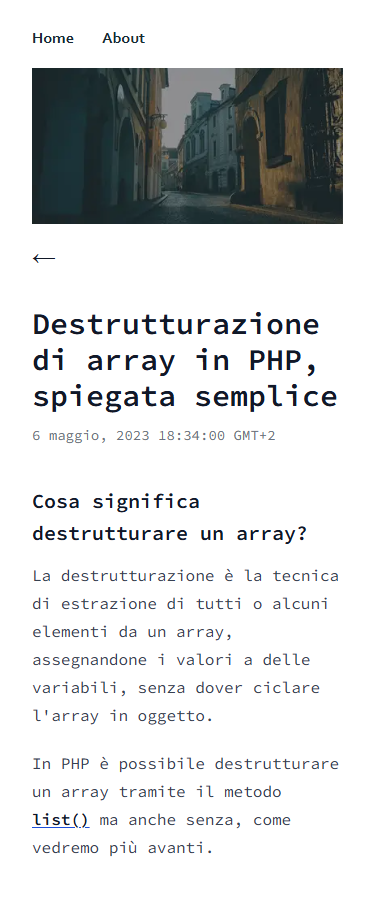 Home About
Destrutturazione
di array in PHP,
spiegata semplice
6 maggio, 2023 18:34:00 GMT+2
Cosa significa
destrutturare un array?
La destrutturazione è la tecnica
di estrazione di tutti o alcuni
elementi da un array,
assegnandone i valori a delle
variabili, senza dover ciclare
l'array in oggetto.
In PHP è possibile destrutturare
un array tramite il metodo
list() ma anche senza, come
vedremo più avanti.